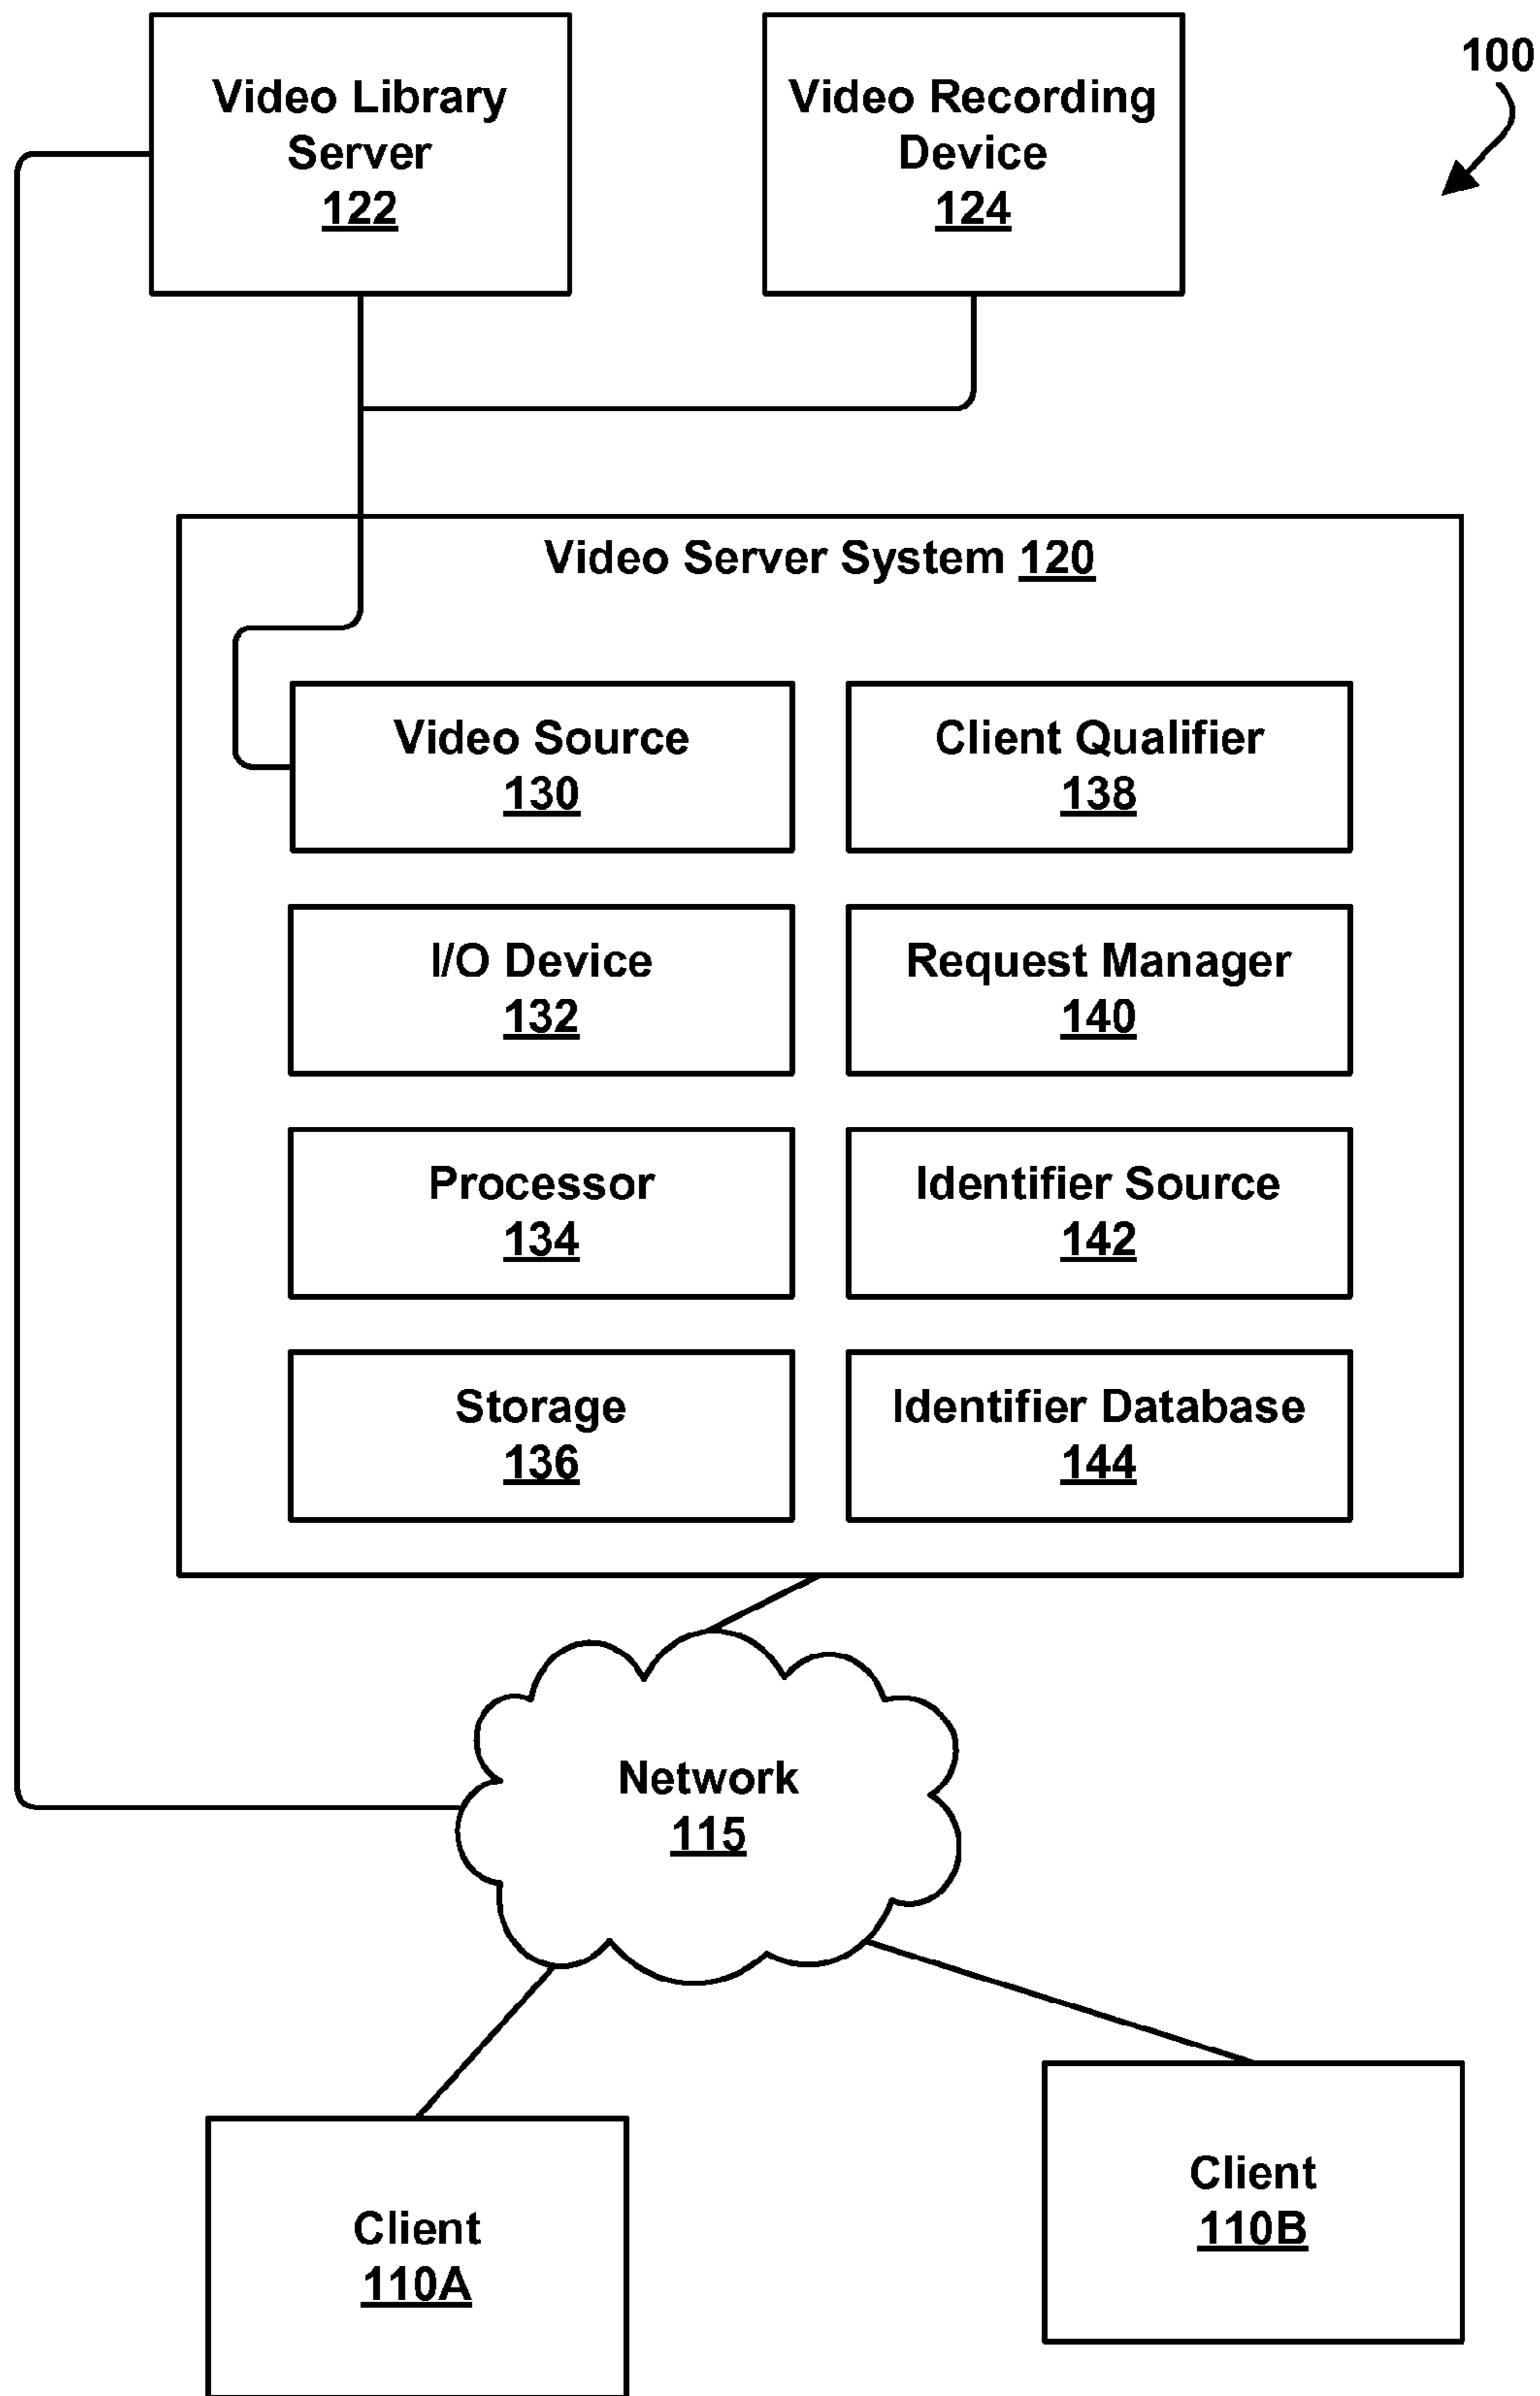 100
Video Library
Server
122
Video Recording
Device
124
Video Server System 120
Video Source
130
Client Qualifier
138
I/O Device
132
Request Manager
140
Processor
134
Identifier Source
142
Storage
136
Identifier Database
144
Network
115
Client
110A
Client
110B